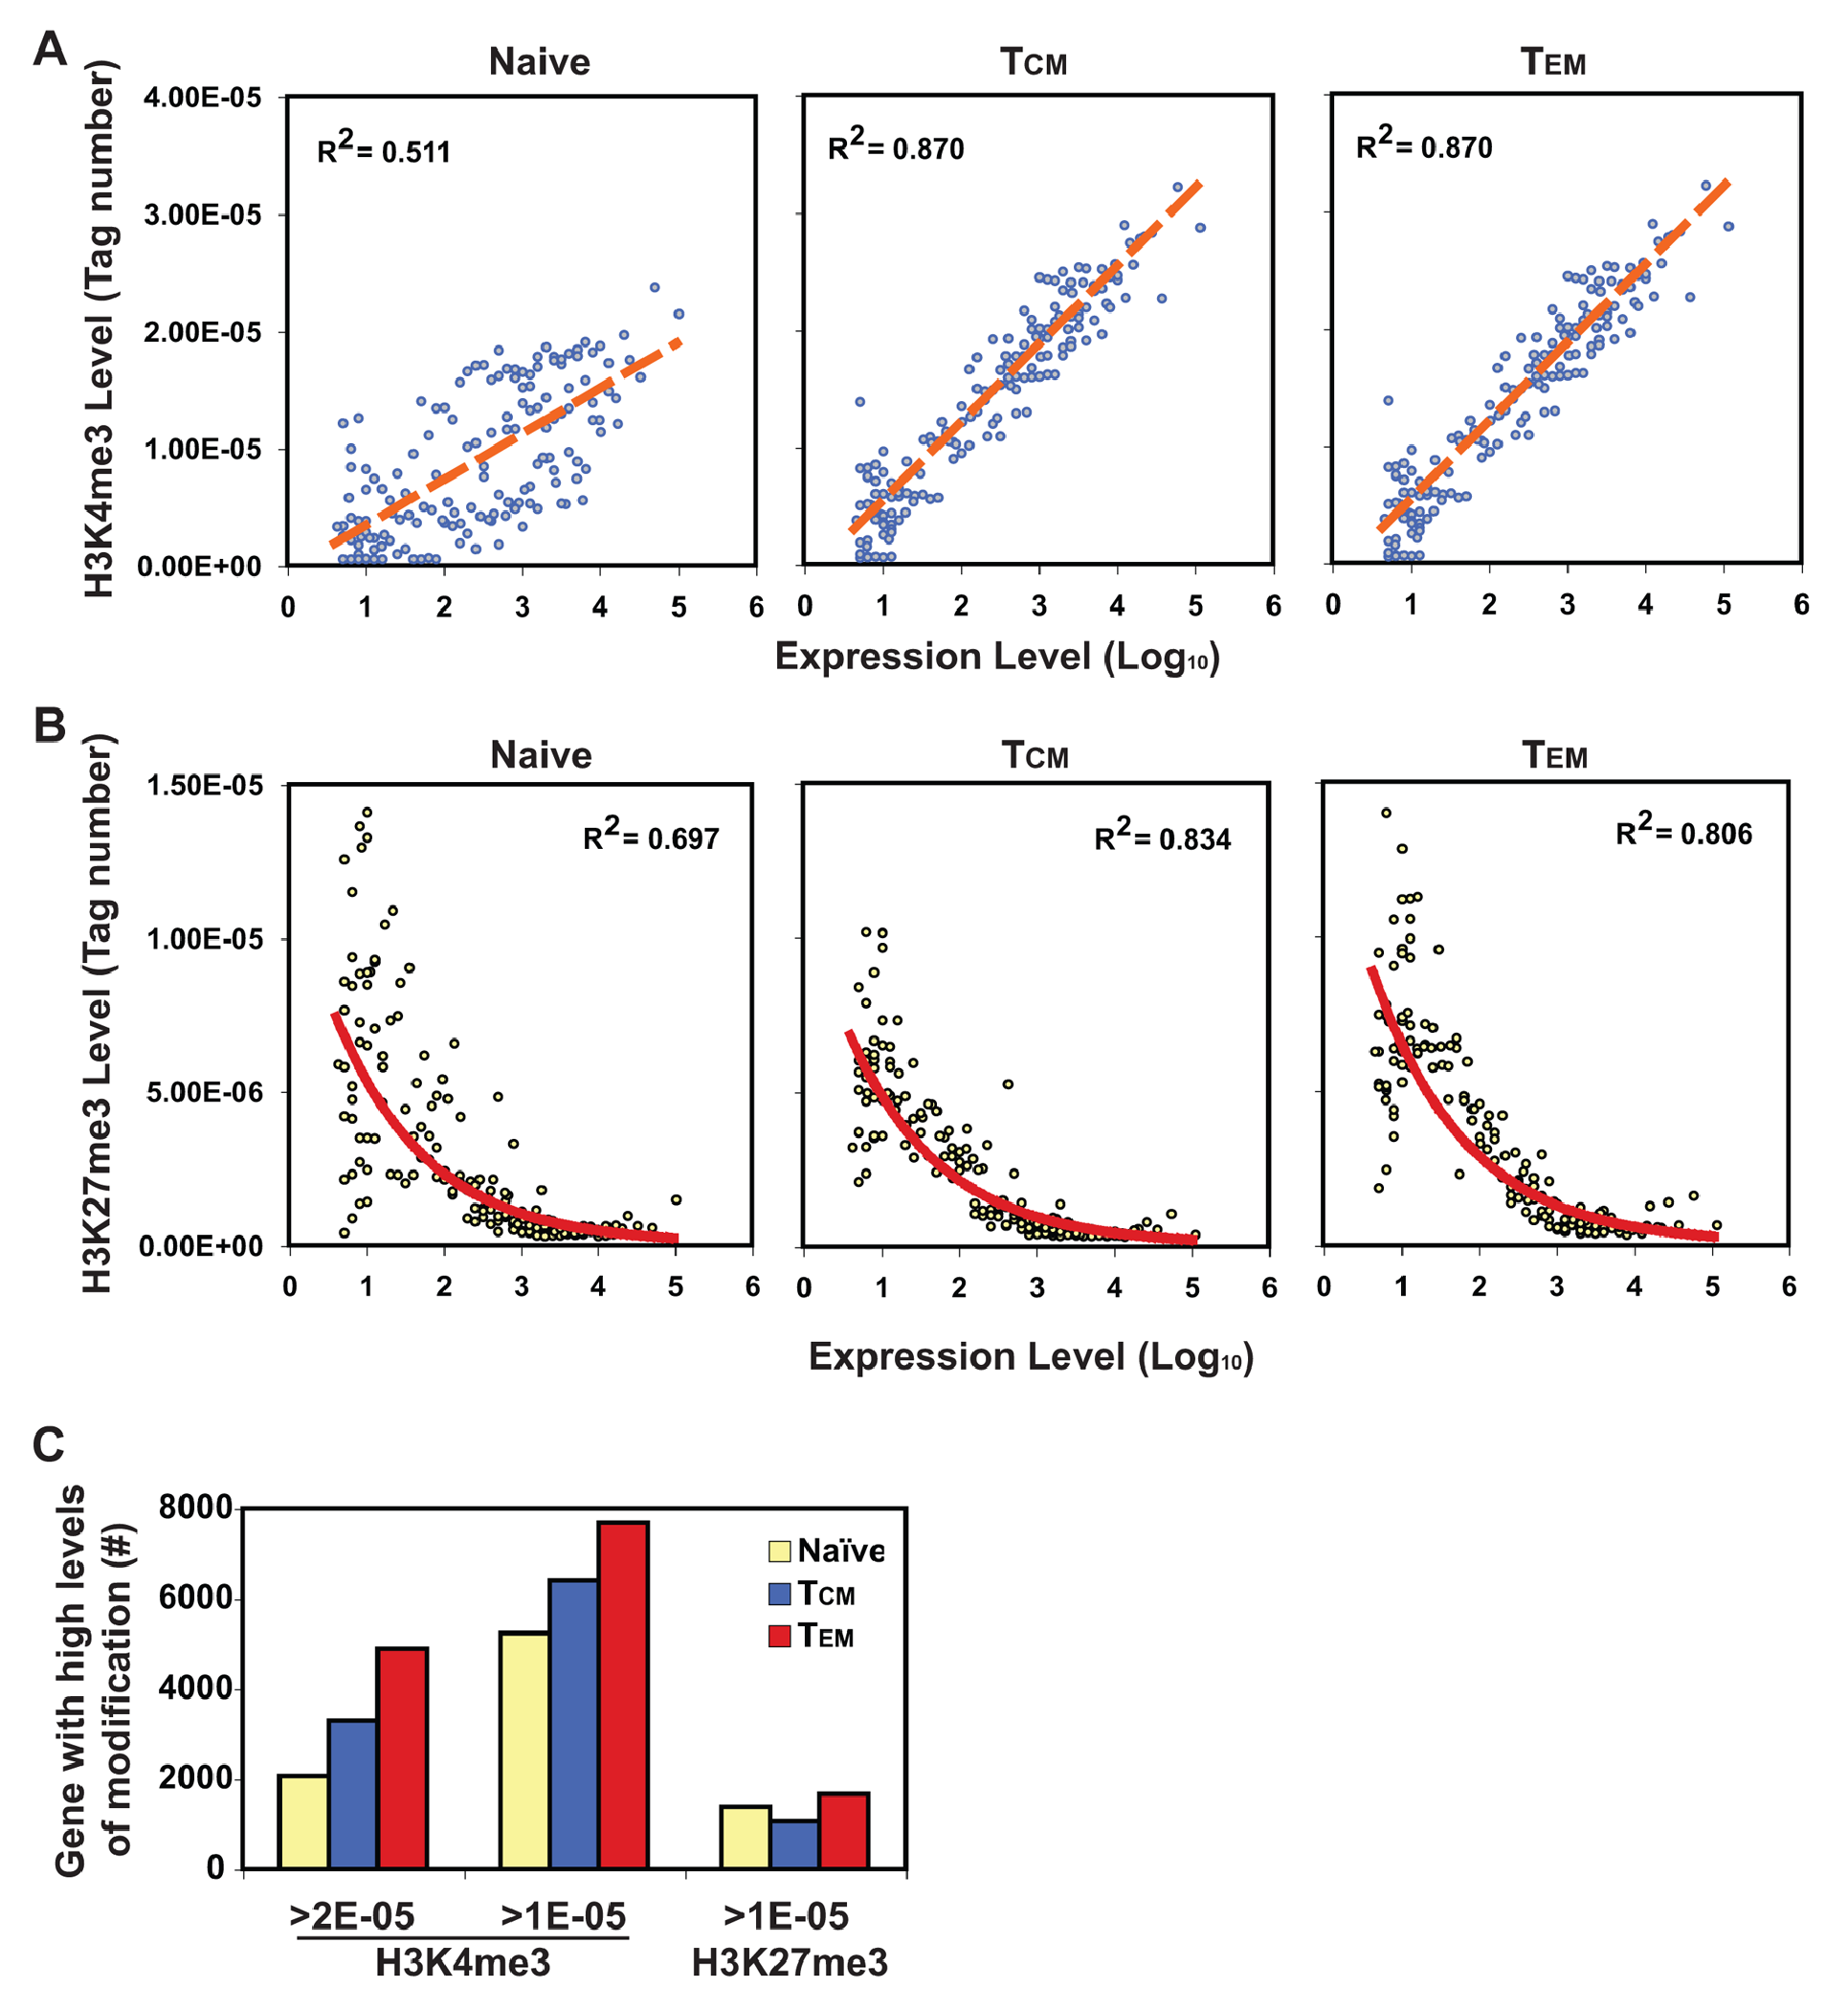 A
Naive
TCM
TEM
H3K4me3 Level (Tag number)
4.00E-05
3.00E-05
2.00E-05
1.00E-05
0.00E+00
R2= 0.511
R2= 0.870
R2= 0.870
0 1 2 3 4 5 6
0 1 2 3 4 5 6
0 1 2 3 4 5 6
Expression Level (Log10)
B
Naive
TCM
TEM
H3K27me3 Level (Tag number)
1.50E-05
1.00E-05
5.00E-06
0.00E+00
R2= 0.697
R2= 0.834
R2= 0.806
0 1 2 3 4 5 6
0 1 2 3 4 5 6
0 1 2 3 4 5 6
Expression Level (Log10)
C
Gene with high levels
of modification (#)
8000
6000
4000
2000
0
Naïve
TCM
TEM
>2E-05 >1E-05 >1E-05
H3K4me3 H3K27me3